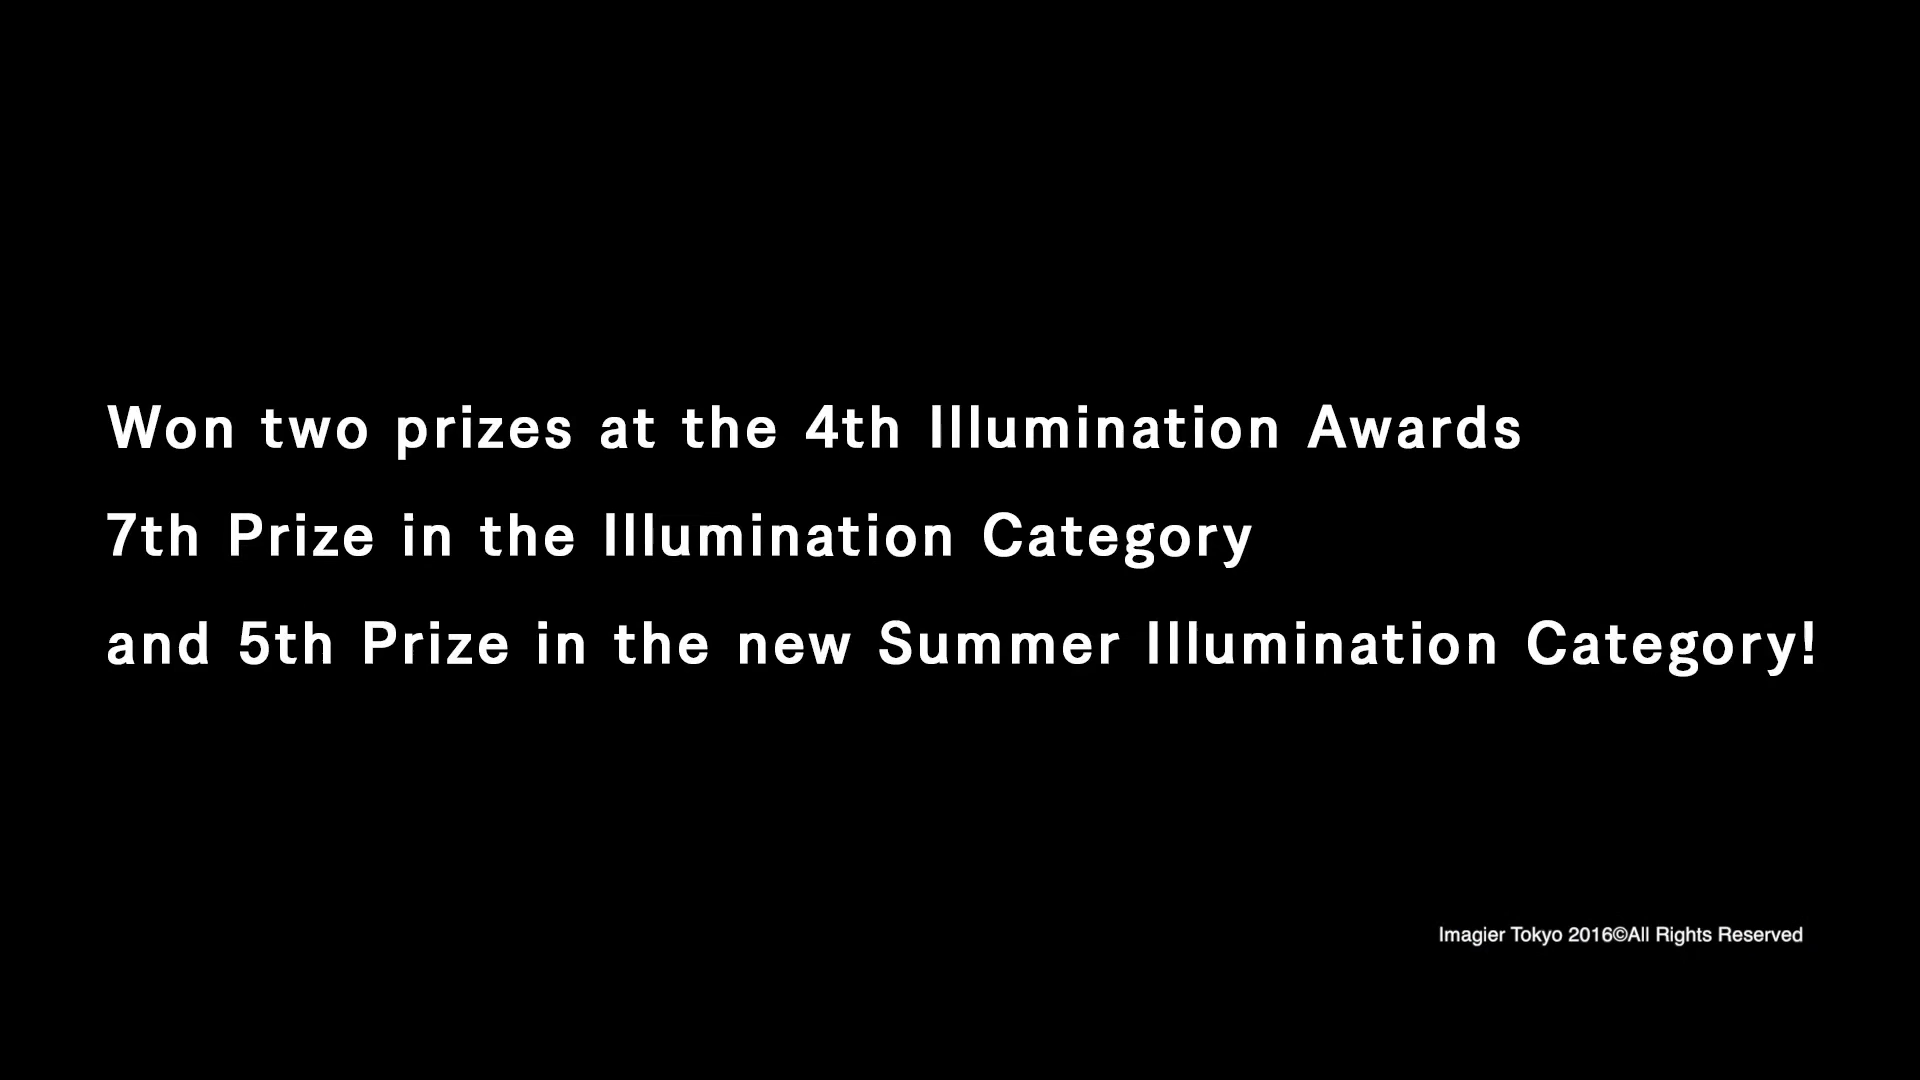 Won two prizes at the 4th Illumination Awards
7th Prize in the Illumination Category
and 5th Prize in the new Summer Illumination Category!
Imagier Tokyo 2016©All Rights Reserved